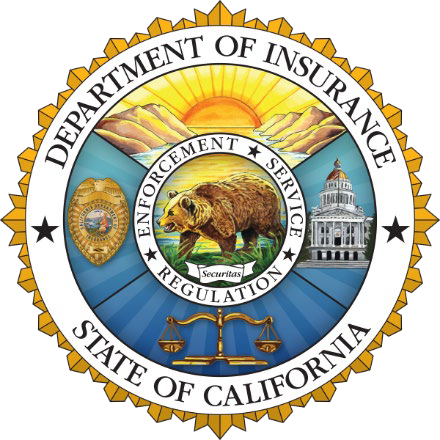 DEPARTMENT OF INSURANCE
STATE OF CALIFORNIA
ENFORCEMENT ★ SERVICE ★ REGULATION ★
Securitas